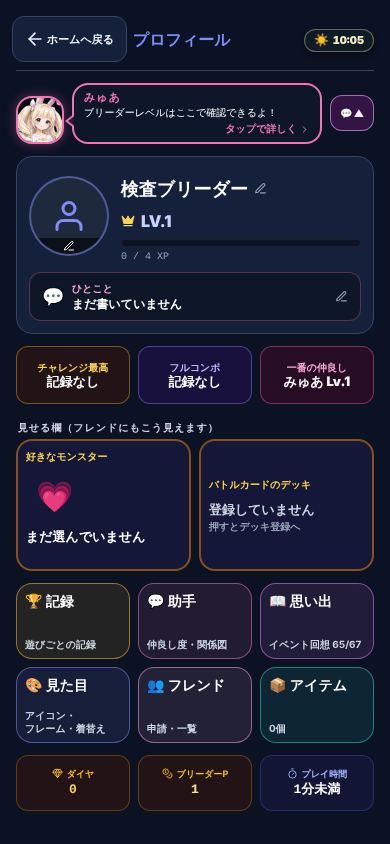 ホームへ戻る
プロフィール
10:05
みゅあ
ブリーダーレベルはここで確認できるよ！
タップで詳しく
検査ブリーダー
LV.1
0 / 4 XP
ひとこと
まだ書いていません
チャレンジ最高
記録なし
フルコンボ
記録なし
一番の仲良し
みゅあ Lv.1
見せる欄（フレンドにもこう見えます）
好きなモンスター
まだ選んでいません
バトルカードのデッキ
登録していません
押すとデッキ登録へ
記録
遊びごとの記録
助手
仲良し度・関係図
思い出
イベント回想 65/67
見た目
アイコン・
フレーム・着替え
フレンド
申請・一覧
アイテム
0個
ダイヤ
0
ブリーダーP
1
プレイ時間
1分未満